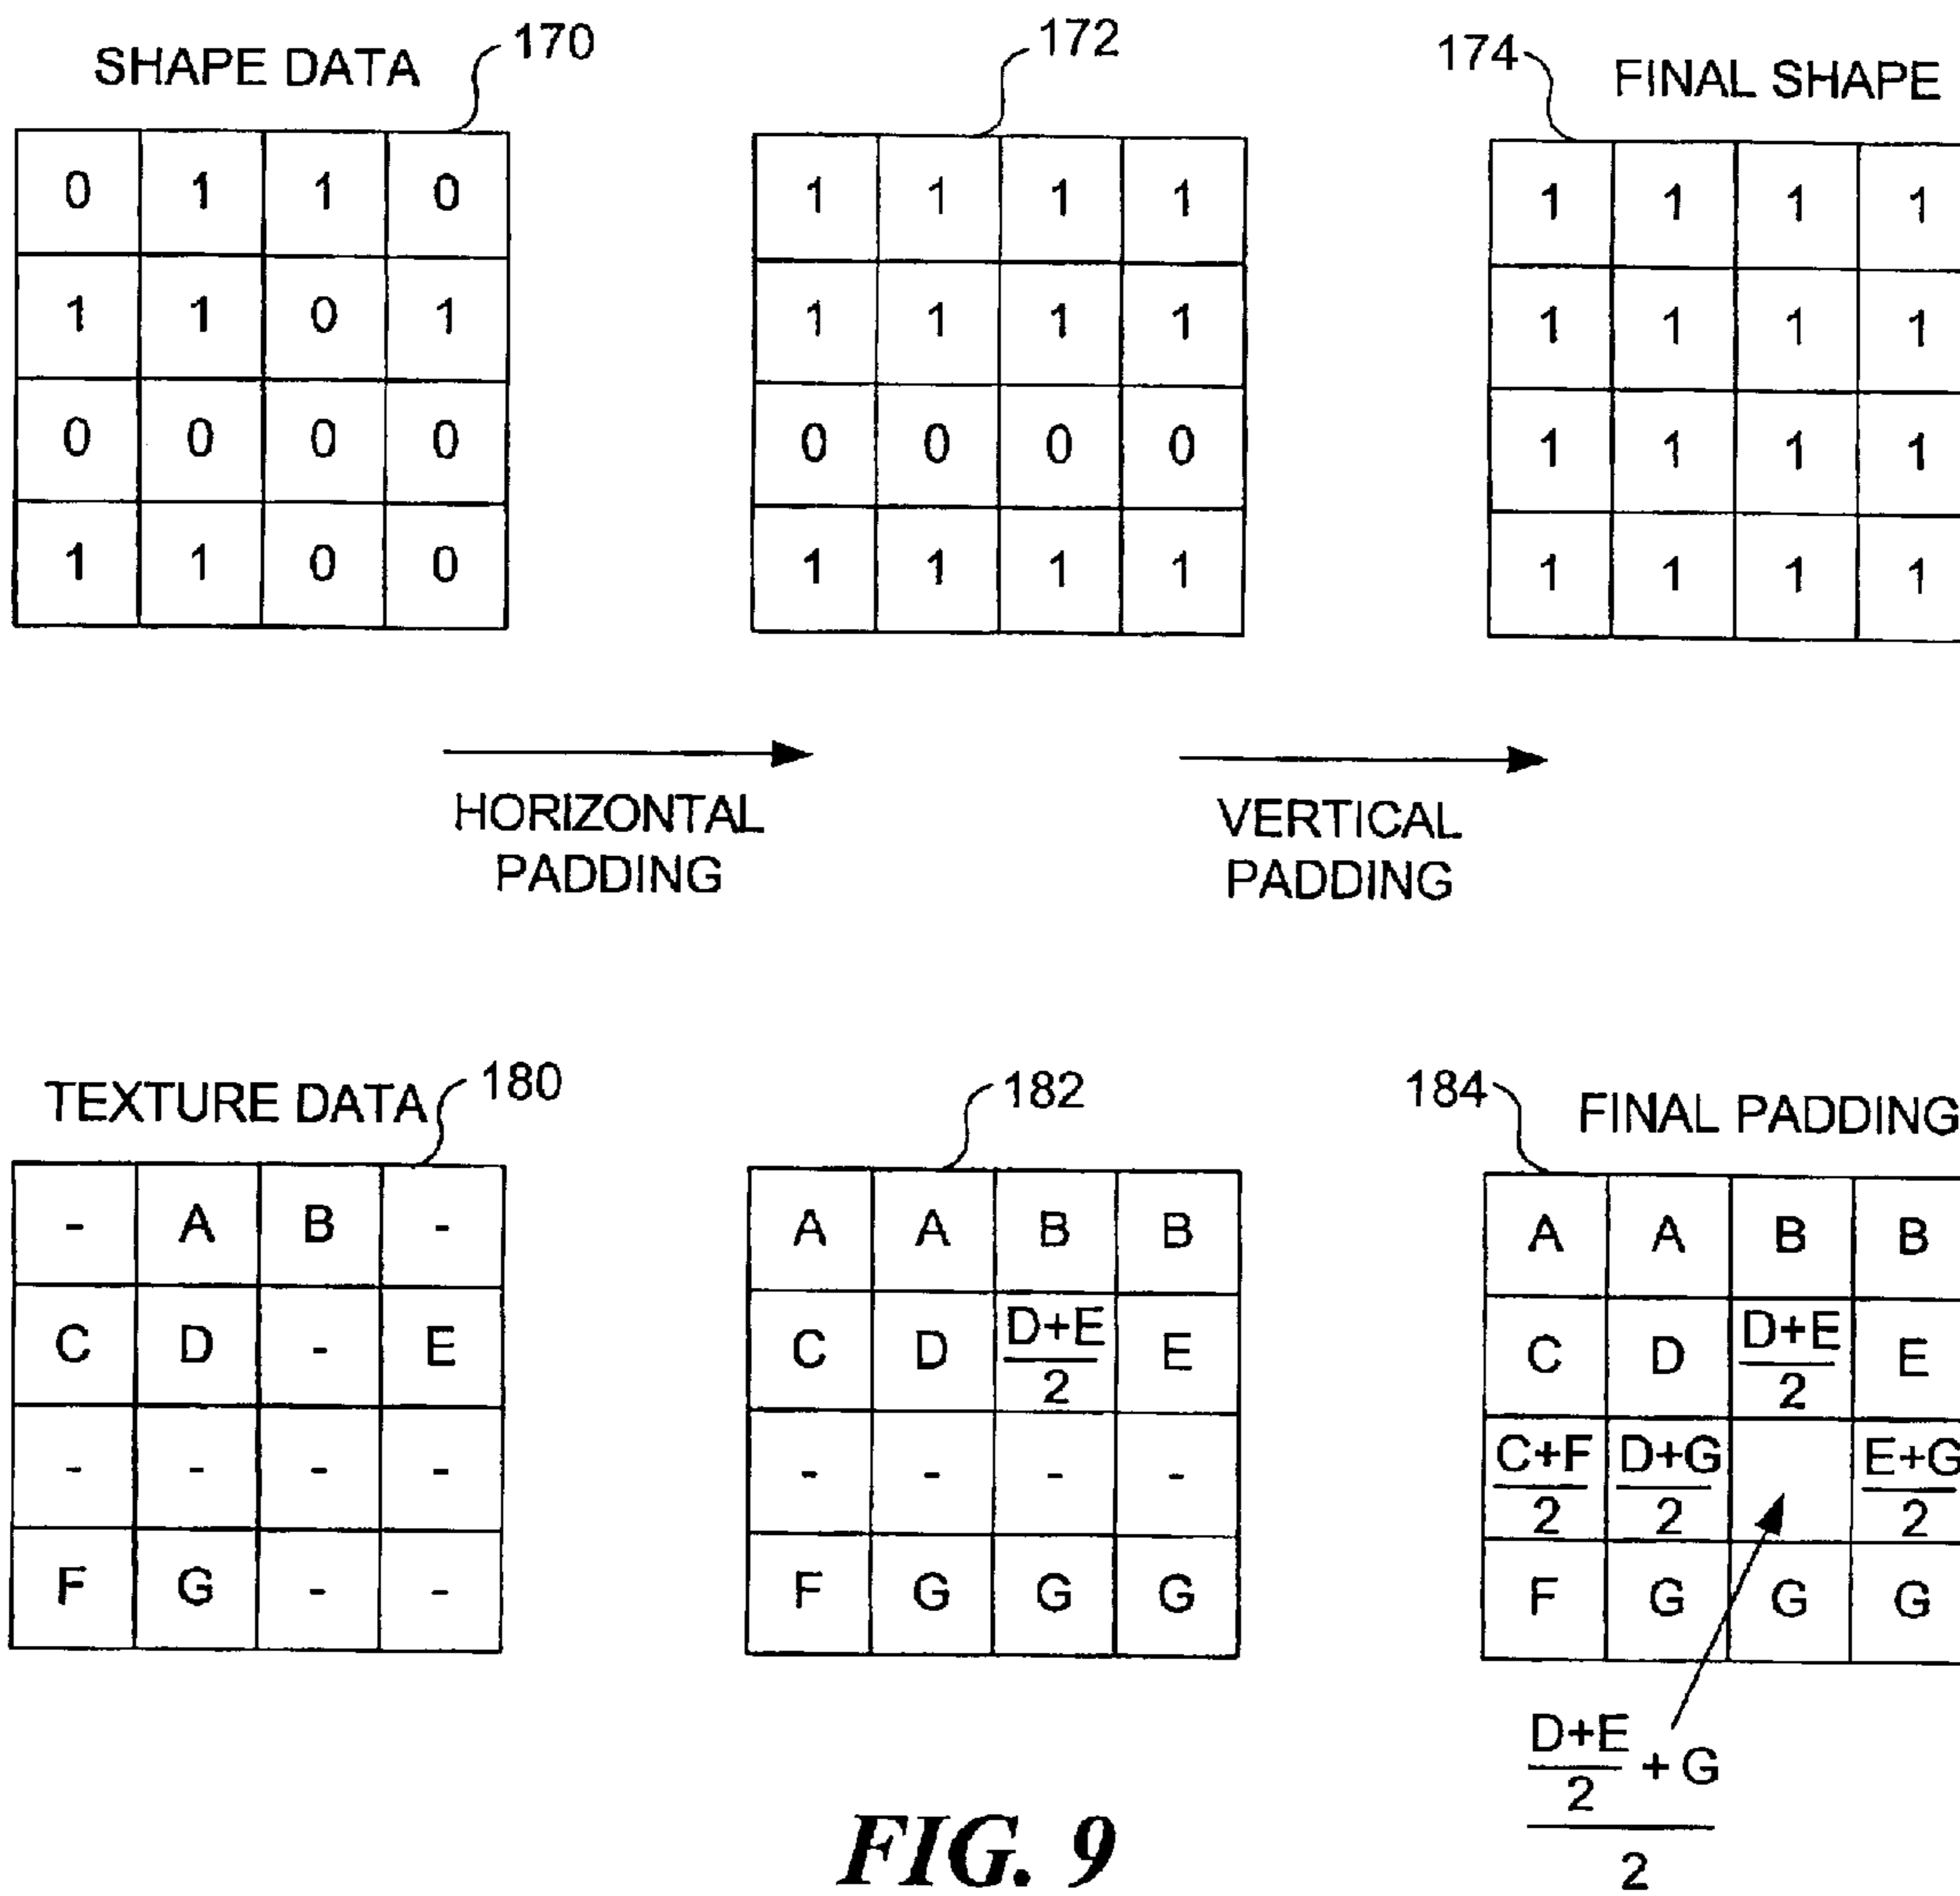 SHAPE DATA 170 172 174 FINAL SHAPE
0 1 1 0 1 1 1 1 1 1 1 1
1 1 0 1 1 1 1 1 1 1 1 1
0 0 0 0 0 0 0 0 1 1 1 1
1 1 0 0 1 1 1 1 1 1 1 1
HORIZONTAL VERTICAL
PADDING PADDING
TEXTURE DATA 180 182 184 FINAL PADDING
- A B - A A B B A A B B
C D - E C D D+E/2 E C D D+E/2 E
- - - - - - - - C+F/2 D+G/2 E+G/2
F G - - F G G G F G G G
D+E/2 + G
2
FIG. 9